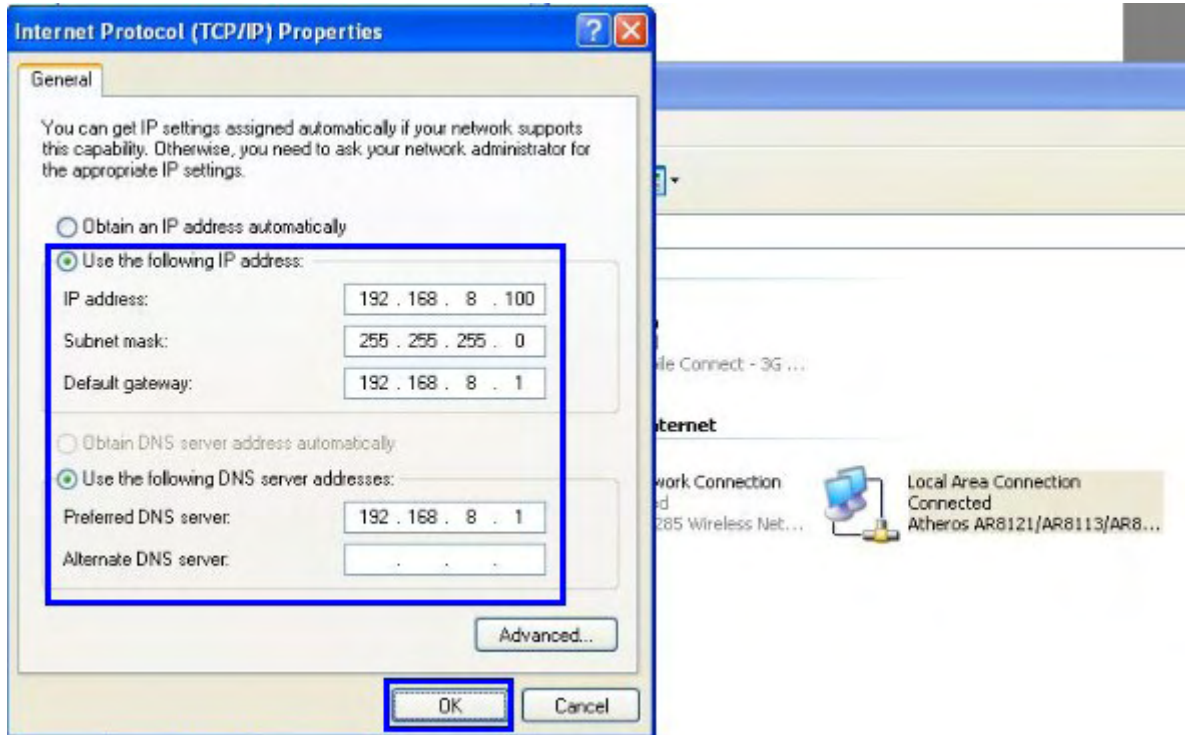 Internet Protocol (TCP/IP) Properties
General
You can get IP settings assigned automatically if your network supports
this capability. Otherwise, you need to ask your network administrator for
the appropriate IP settings.
Obtain an IP address automatically
Use the following IP address:
IP address: 192 . 168 . 8 . 100
Subnet mask: 255 . 255 . 255 . 0
Default gateway: 192 . 168 . 8 . 1
Obtain DNS server address automatically
Use the following DNS server addresses:
Preferred DNS server: 192 . 168 . 8 . 1
Alternate DNS server: . . .
Advanced...
OK
Cancel
Connect - 3G ...
Connection
285 Wireless Net...
Local Area Connection
Connected
Atheros AR8121/AR8113/AR8...